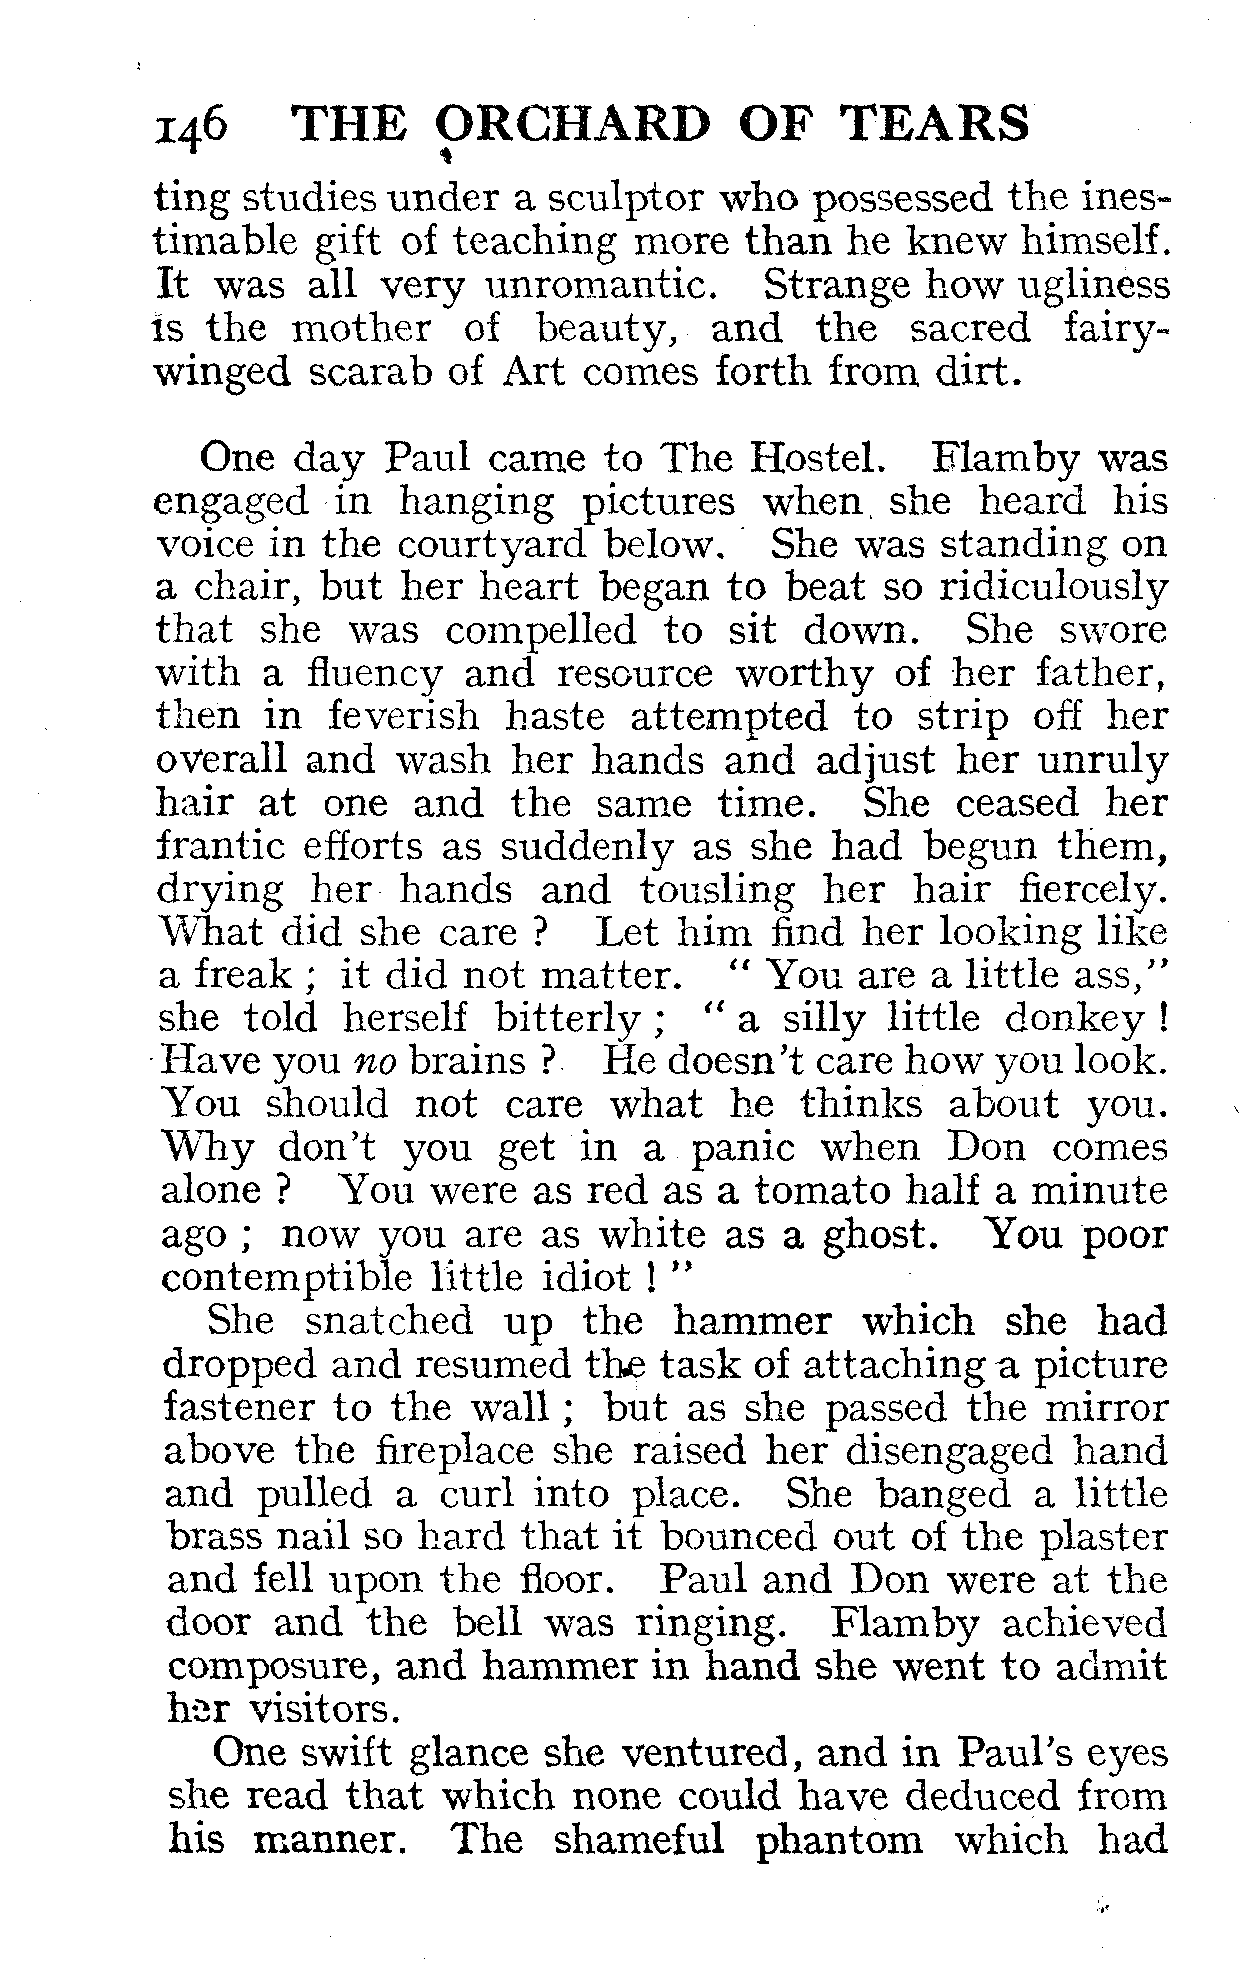 146 THE ORCHARD OF TEARS
ting studies under a sculptor who possessed the ines-
timable gift of teaching more than he knew himself.
It was all very unromantic. Strange how ugliness
is the mother of beauty, and the sacred fairy-
winged scarab of Art comes forth from dirt.
One day Paul came to The Hostel. Flamby was
engaged in hanging pictures when she heard his
voice in the courtyard below. She was standing on
a chair, but her heart began to beat so ridiculously
that she was compelled to sit down. She swore
with a fluency and resource worthy of her father,
then in feverish haste attempted to strip off her
overall and wash her hands and adjust her unruly
hair at one and the same time. She ceased her
frantic efforts as suddenly as she had begun them,
drying her hands and tousling her hair fiercely.
What did she care ? Let him find her looking like
a freak ; it did not matter. " You are a little ass,"
she told herself bitterly ; " a silly little donkey !
Have you no brains ? He doesn't care how you look.
You should not care what he thinks about you.
Why don't you get in a panic when Don comes
alone ? You were as red as a tomato half a minute
ago ; now you are as white as a ghost. You poor
contemptible little idiot ! "
She snatched up the hammer which she had
dropped and resumed the task of attaching a picture
fastener to the wall ; but as she passed the mirror
above the fireplace she raised her disengaged hand
and pulled a curl into place. She banged a little
brass nail so hard that it bounced out of the plaster
and fell upon the floor. Paul and Don were at the
door and the bell was ringing. Flamby achieved
composure, and hammer in hand she went to admit
her visitors.
One swift glance she ventured, and in Paul's eyes
she read that which none could have deduced from
his manner. The shameful phantom which had